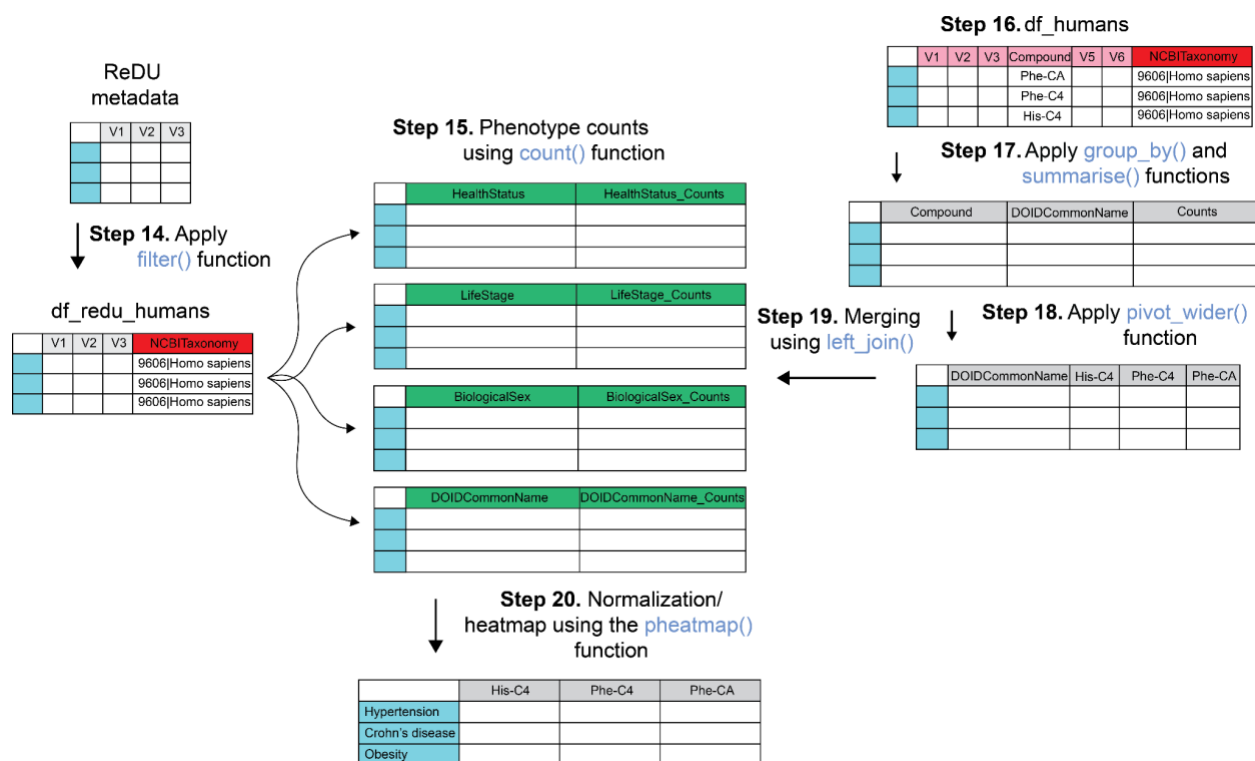 ReDU
metadata
V1 V2 V3
Step 14. Apply
filter() function
df_redu_humans
V1 V2 V3 NCBITaxonomy
9606|Homo sapiens
9606|Homo sapiens
9606|Homo sapiens
Step 15. Phenotype counts
using count() function
HealthStatus HealthStatus_Counts
LifeStage LifeStage_Counts
BiologicalSex BiologicalSex_Counts
DOIDCommonName DOIDCommonName_Counts
Step 16. df_humans
V1 V2 V3 Compound V5 V6 NCBITaxonomy
Phe-CA 9606|Homo sapiens
Phe-C4 9606|Homo sapiens
His-C4 9606|Homo sapiens
Step 17. Apply group_by() and
summarise() functions
Compound DOIDCommonName Counts
Step 18. Apply pivot_wider()
function
DOIDCommonName His-C4 Phe-C4 Phe-CA
Step 19. Merging
using left_join()
Step 20. Normalization/
heatmap using the pheatmap()
function
His-C4 Phe-C4 Phe-CA
Hypertension
Crohn's disease
Obesity